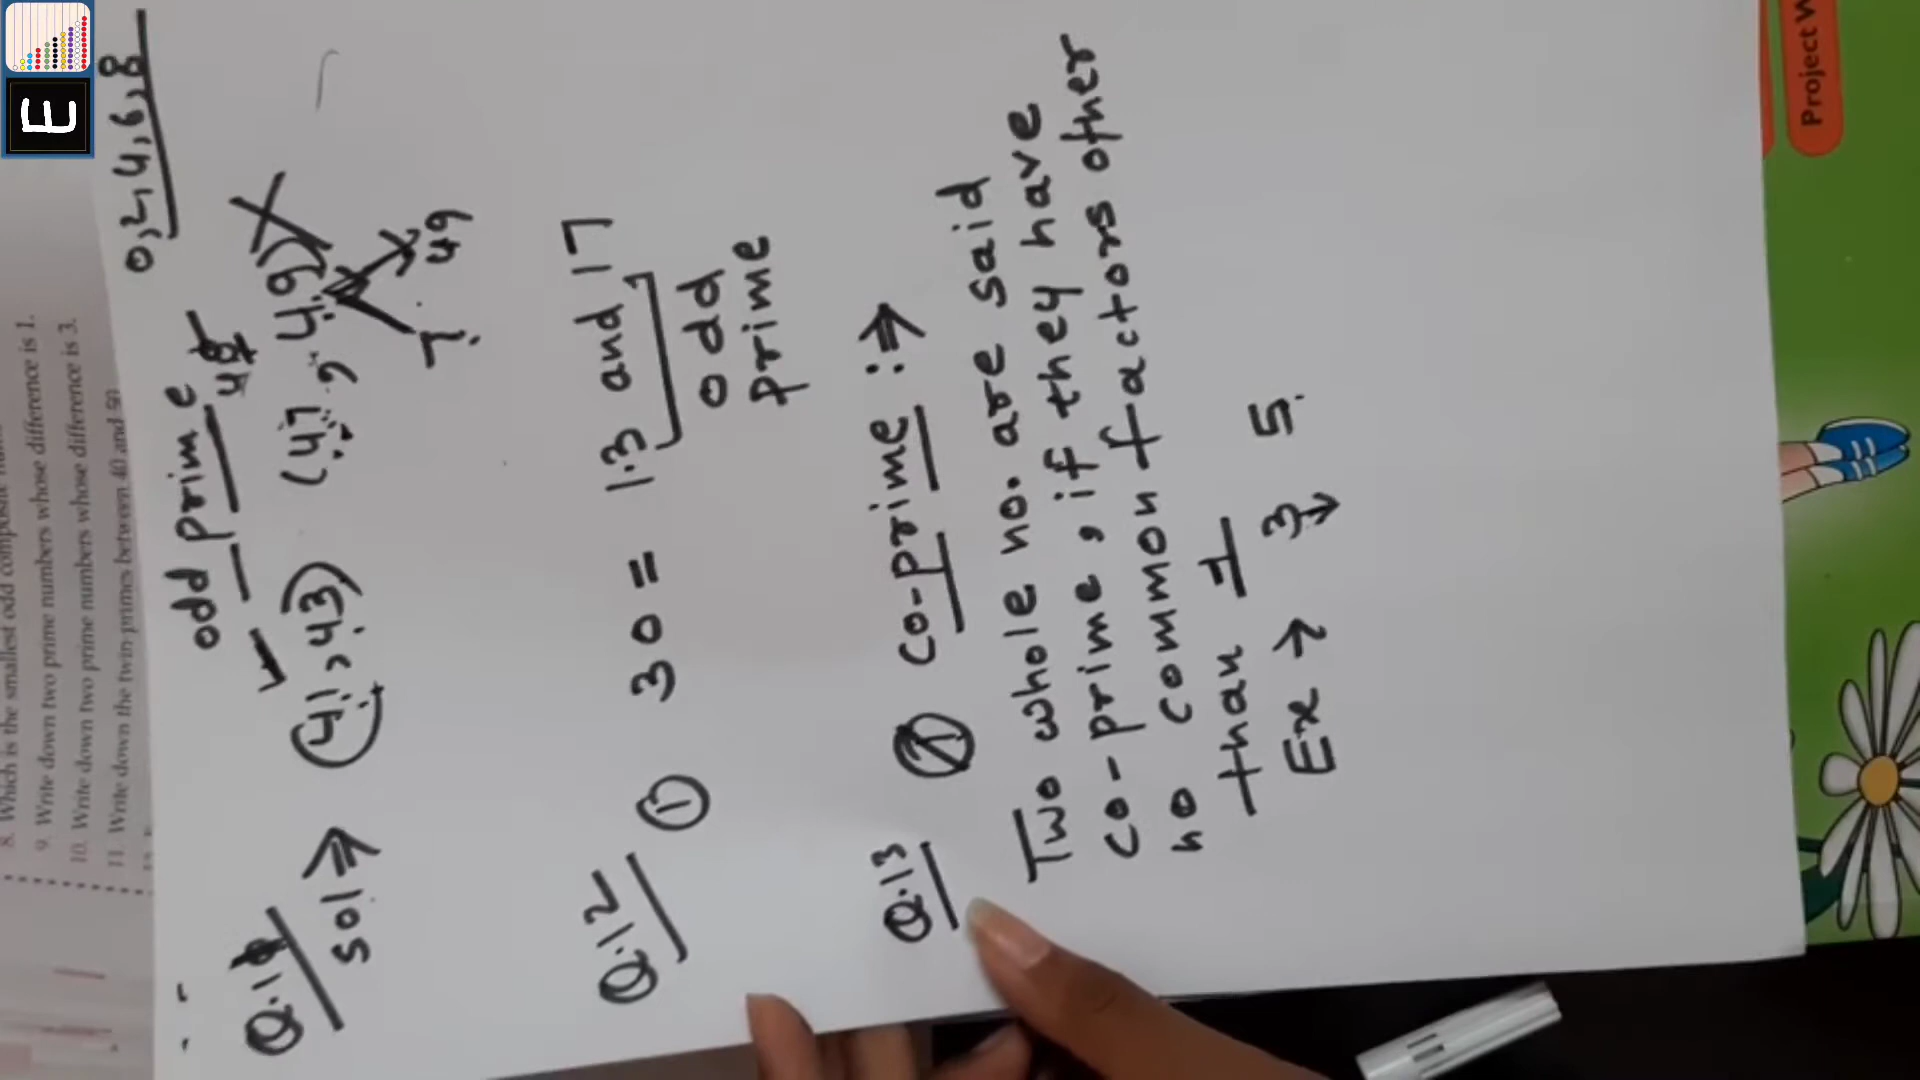 0,2,4,6,8
odd prime
Q.11
sol ⇒ (41,43) (47, 49)
7 49
Q.12 ① 30 = 13 and 17
odd
prime
Q.13 co-prime :⇒
Two whole no. are said
co-prime, if they have
no common factors other
than 1
Ex → 3 5
8. Which is the smallest odd composite
9. Write down two prime numbers whose difference is 1.
10. Write down two prime numbers whose difference is 3.
11. Write down the twin primes between 40 and 50
Project W
E